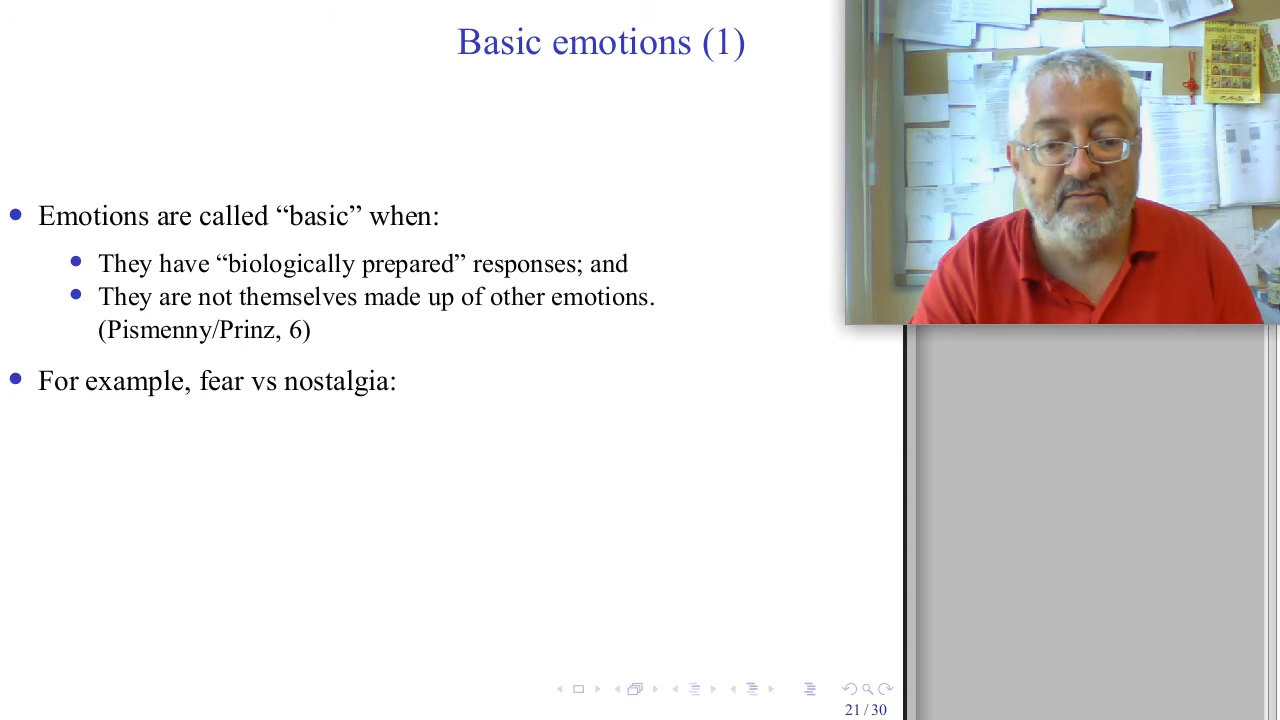 Basic emotions (1)
Emotions are called “basic” when:
They have “biologically prepared” responses; and
They are not themselves made up of other emotions.
(Pismenny/Prinz, 6)
For example, fear vs nostalgia:
21 / 30